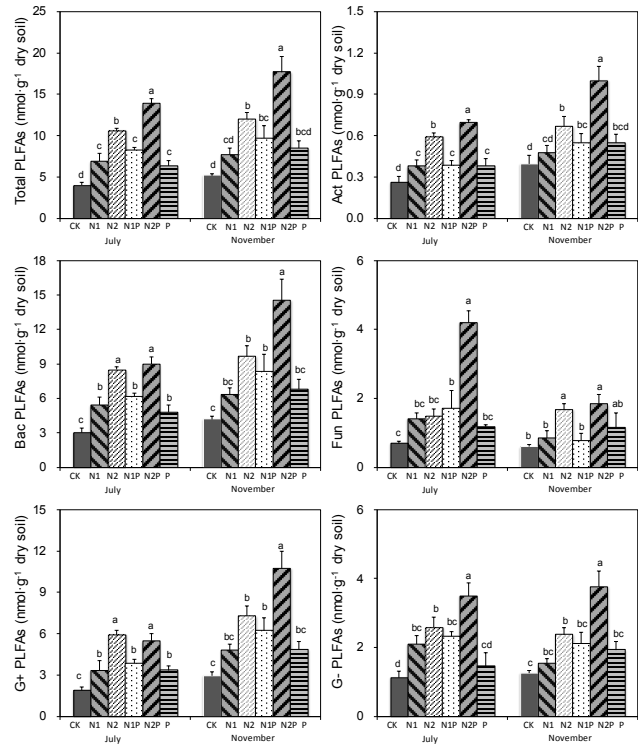 Total PLFAs (nmol·g⁻¹ dry soil)
25
20
15
10
5
0
d
c
b
c
a
c
d
cd
b
bc
a
bcd
CK N1 N2 N1P N2P P
CK N1 N2 N1P N2P P
July
November
Act PLFAs (nmol·g⁻¹ dry soil)
1.5
1.2
0.9
0.6
0.3
0.0
d
c
b
c
a
c
d
cd
b
bc
a
bcd
CK N1 N2 N1P N2P P
CK N1 N2 N1P N2P P
July
November
Bac PLFAs (nmol·g⁻¹ dry soil)
18
15
12
9
6
3
0
c
b
a
b
a
b
c
bc
b
b
a
bc
CK N1 N2 N1P N2P P
CK N1 N2 N1P N2P P
July
November
Fun PLFAs (nmol·g⁻¹ dry soil)
6
4
2
0
c
bc
bc
b
a
bc
b
b
a
b
a
ab
CK N1 N2 N1P N2P P
CK N1 N2 N1P N2P P
July
November
G+ PLFAs (nmol·g⁻¹ dry soil)
15
12
9
6
3
0
c
b
a
b
a
b
c
bc
b
b
a
bc
CK N1 N2 N1P N2P P
CK N1 N2 N1P N2P P
July
November
G- PLFAs (nmol·g⁻¹ dry soil)
6
4
2
0
d
bc
b
bc
a
cd
c
bc
b
bc
a
bc
CK N1 N2 N1P N2P P
CK N1 N2 N1P N2P P
July
November